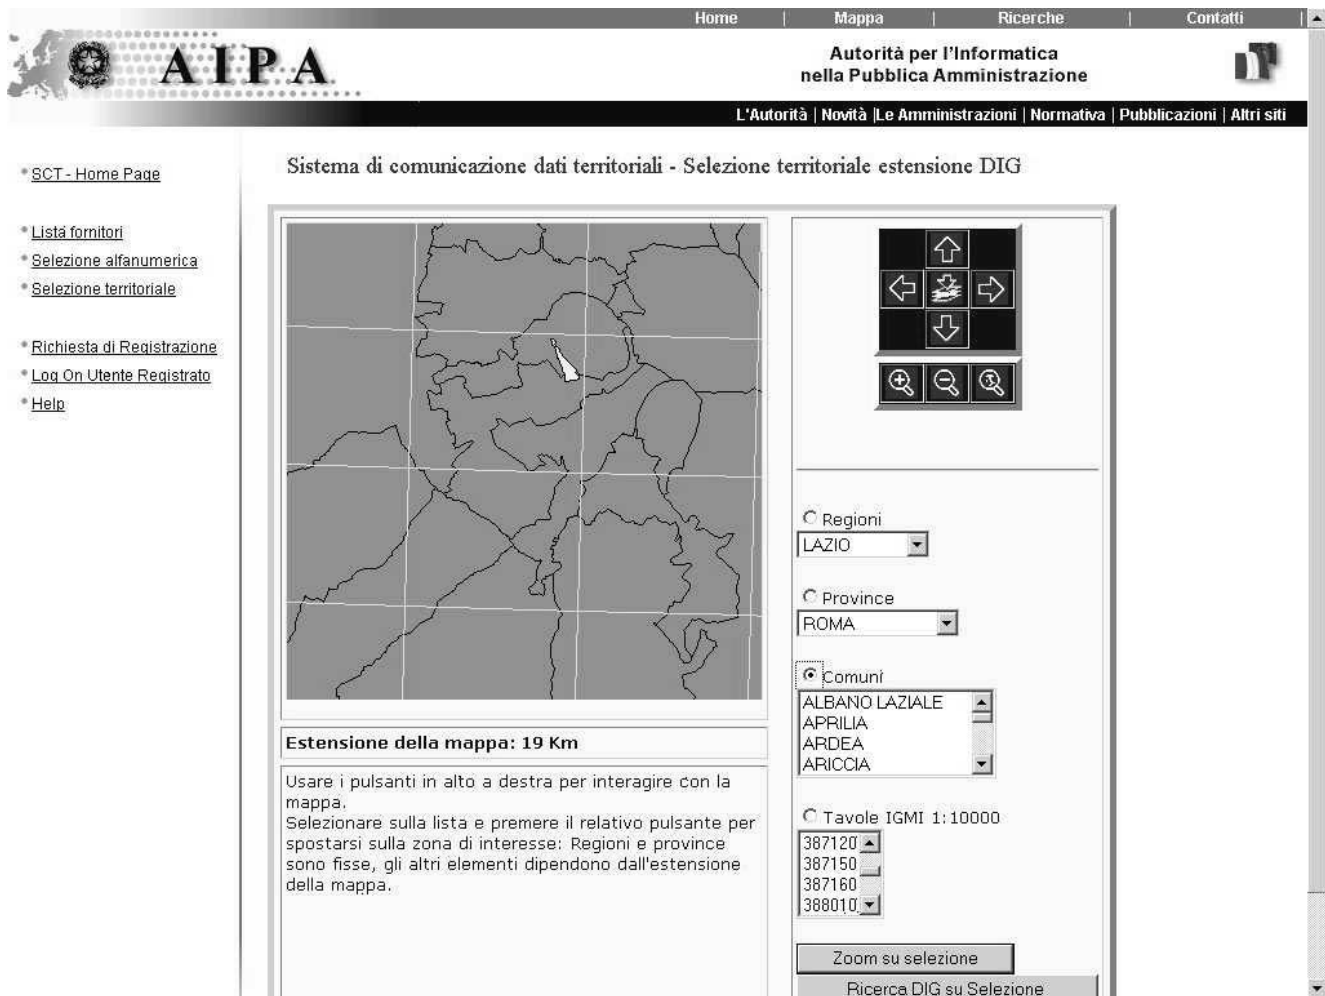 Home | Mappa | Ricerche | Contatti |
AIPA
Autorità per l'Informatica
nella Pubblica Amministrazione
L'Autorità | Novità |Le Amministrazioni | Normativa | Pubblicazioni | Altri siti
SCT - Home Page
Lista fornitori
Selezione alfanumerica
Selezione territoriale
Richiesta di Registrazione
Log On Utente Registrato
Help
Sistema di comunicazione dati territoriali - Selezione territoriale estensione DIG
Estensione della mappa: 19 Km
Usare i pulsanti in alto a destra per interagire con la
mappa.
Selezionare sulla lista e premere il relativo pulsante per
spostarsi sulla zona di interesse: Regioni e province
sono fisse, gli altri elementi dipendono dall'estensione
della mappa.
Regioni
LAZIO
Province
ROMA
Comuni
ALBANO LAZIALE
APRILIA
ARDEA
ARICCIA
Tavole IGMI 1:10000
387120
387150
387160
388010
Zoom su selezione
Ricerca DIG su Selezione